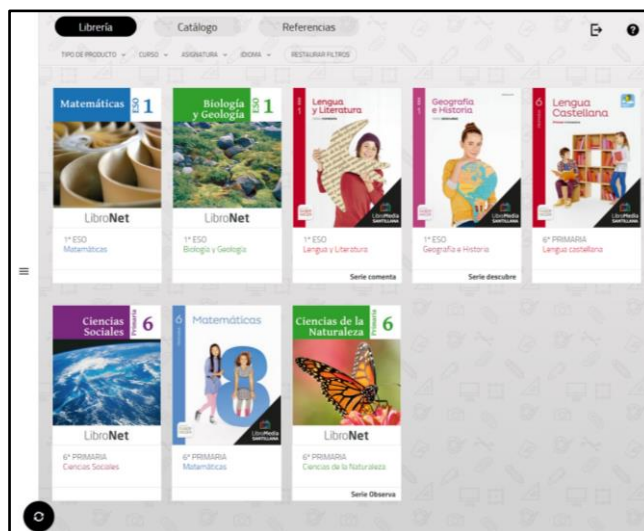 Librería
Catálogo
Referencias
TIPO DE PRODUCTO
CURSO
ASIGNATURA
IDIOMA
RESTAURAR FILTROS
Matemáticas
ESO 1
LibroNet
1º ESO
Matemáticas
Biología
y Geología
ESO 1
LibroNet
1º ESO
Biología y Geología
Lengua
y Literatura
LibroMedia
SANTILLANA
1º ESO
Lengua y Literatura
Serie comenta
Geografía
e Historia
LibroMedia
SANTILLANA
1º ESO
Geografía e Historia
Serie descubre
6
Lengua
Castellana
LibroMedia
SANTILLANA
6º PRIMARIA
Lengua castellana
Ciencias
Sociales
Primaria 6
LibroNet
6º PRIMARIA
Ciencias Sociales
6
Matemáticas
LibroMedia
SANTILLANA
6º PRIMARIA
Matemáticas
Ciencias de la
Naturaleza
Primaria 6
LibroNet
6º PRIMARIA
Ciencias de la Naturaleza
Serie Observa